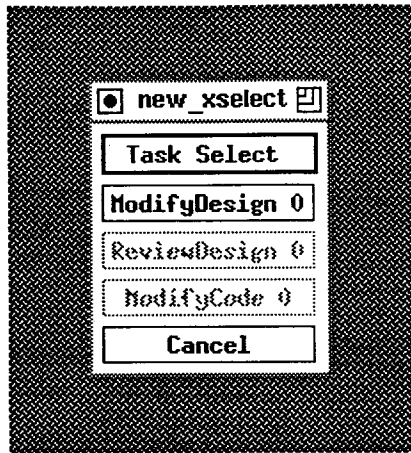 new_xselect
Task Select
ModifyDesign 0
ReviewDesign 0
ModifyCode 0
Cancel